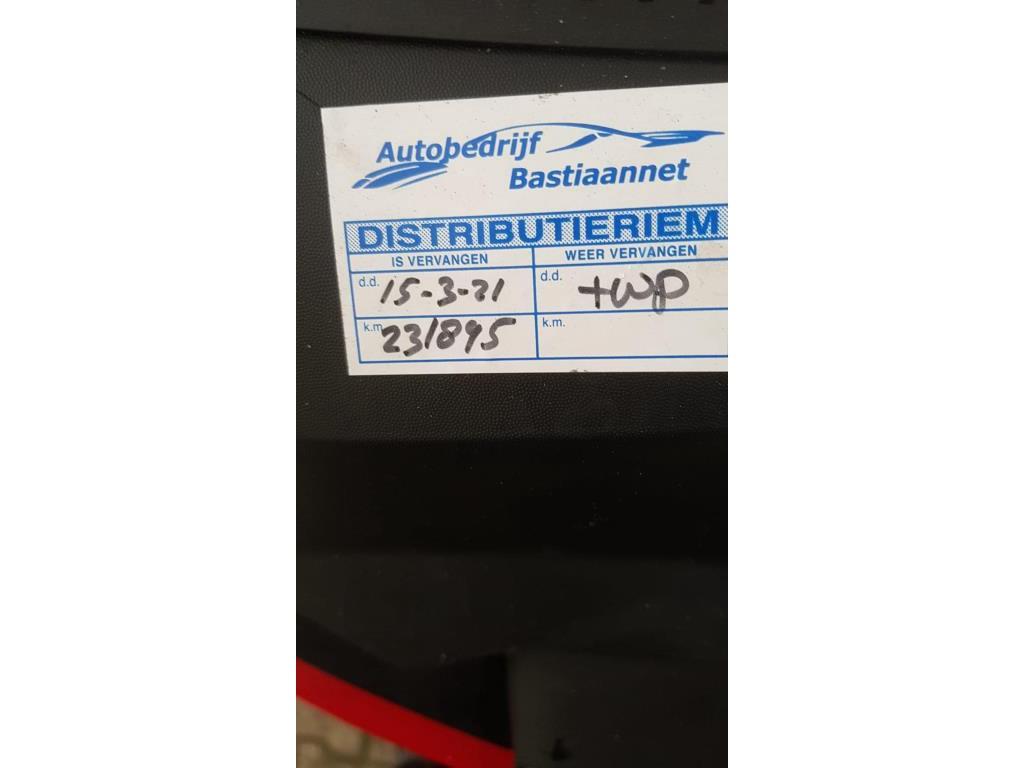 Autobedrijf
Bastiaannet
DISTRIBUTIERIEM
IS VERVANGEN WEER VERVANGEN
d.d. 15-3-21 d.d. +wp
k.m. 231895 k.m.